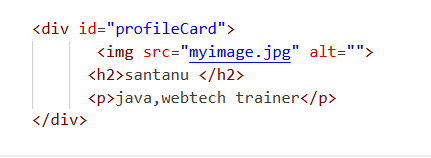 <div id="profileCard">
<img src="myimage.jpg" alt="">
<h2>santanu </h2>
<p>java,webtech trainer</p>
</div>